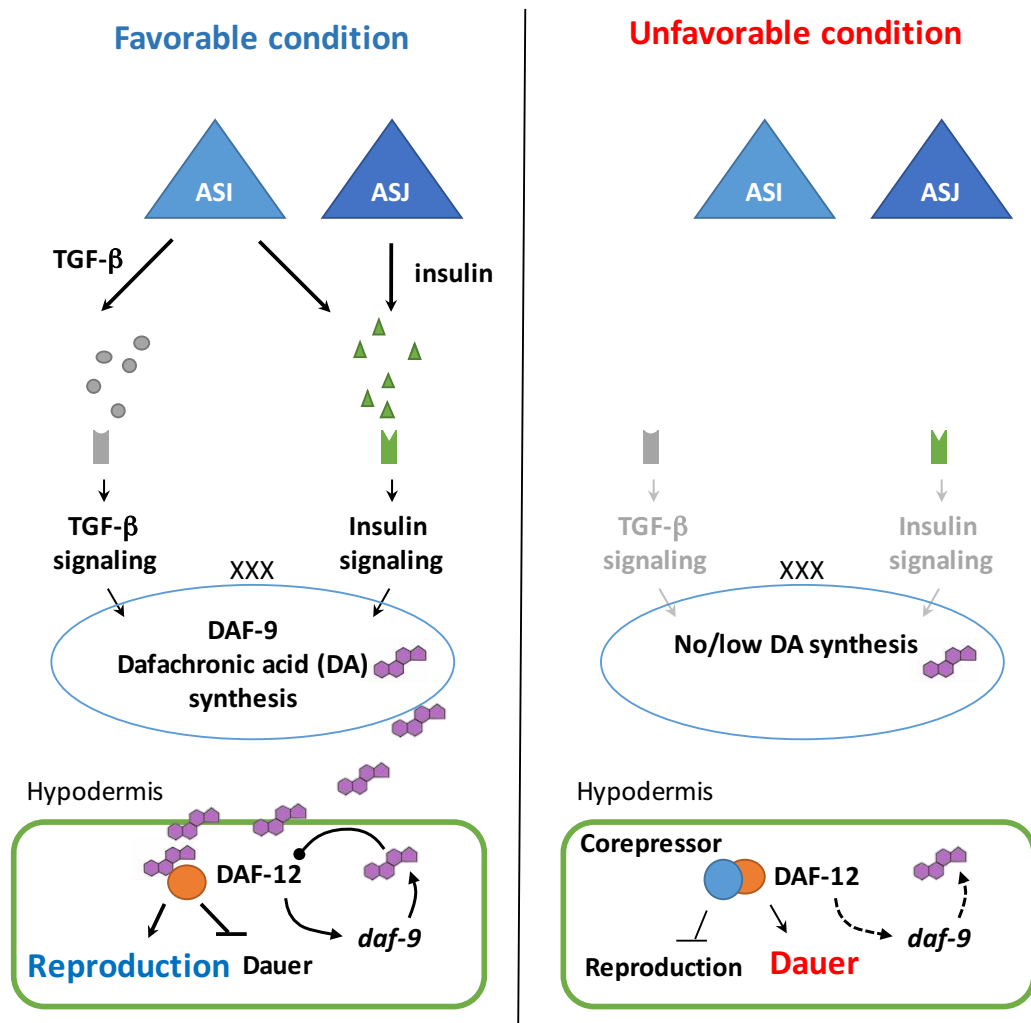 Favorable condition
ASI
ASJ
TGF-β
insulin
TGF-β
signaling
Insulin
signaling
XXX
DAF-9
Dafachronic acid (DA)
synthesis
Hypodermis
DAF-12
daf-9
Reproduction
Dauer
Unfavorable condition
ASI
ASJ
TGF-β
signaling
Insulin
signaling
XXX
No/low DA synthesis
Hypodermis
Corepressor
DAF-12
daf-9
Reproduction
Dauer